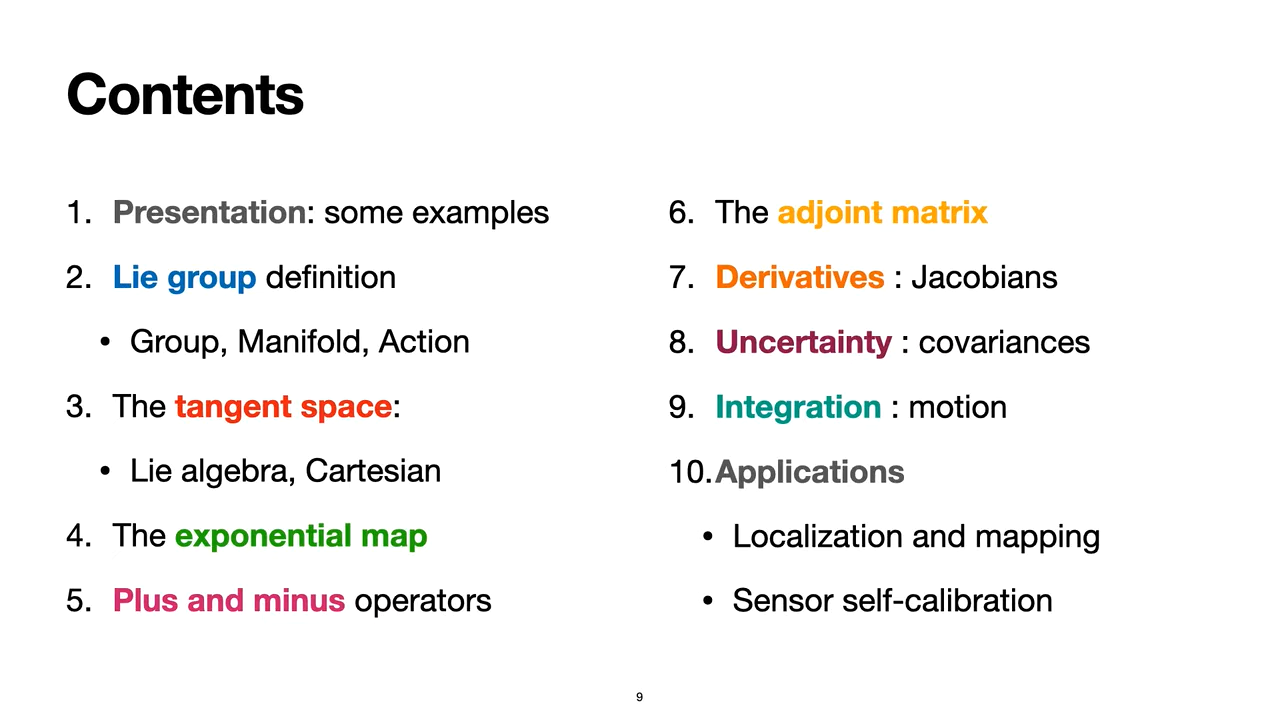 Contents
1. Presentation: some examples
2. Lie group definition
• Group, Manifold, Action
3. The tangent space:
• Lie algebra, Cartesian
4. The exponential map
5. Plus and minus operators
6. The adjoint matrix
7. Derivatives : Jacobians
8. Uncertainty : covariances
9. Integration : motion
10. Applications
• Localization and mapping
• Sensor self-calibration
9